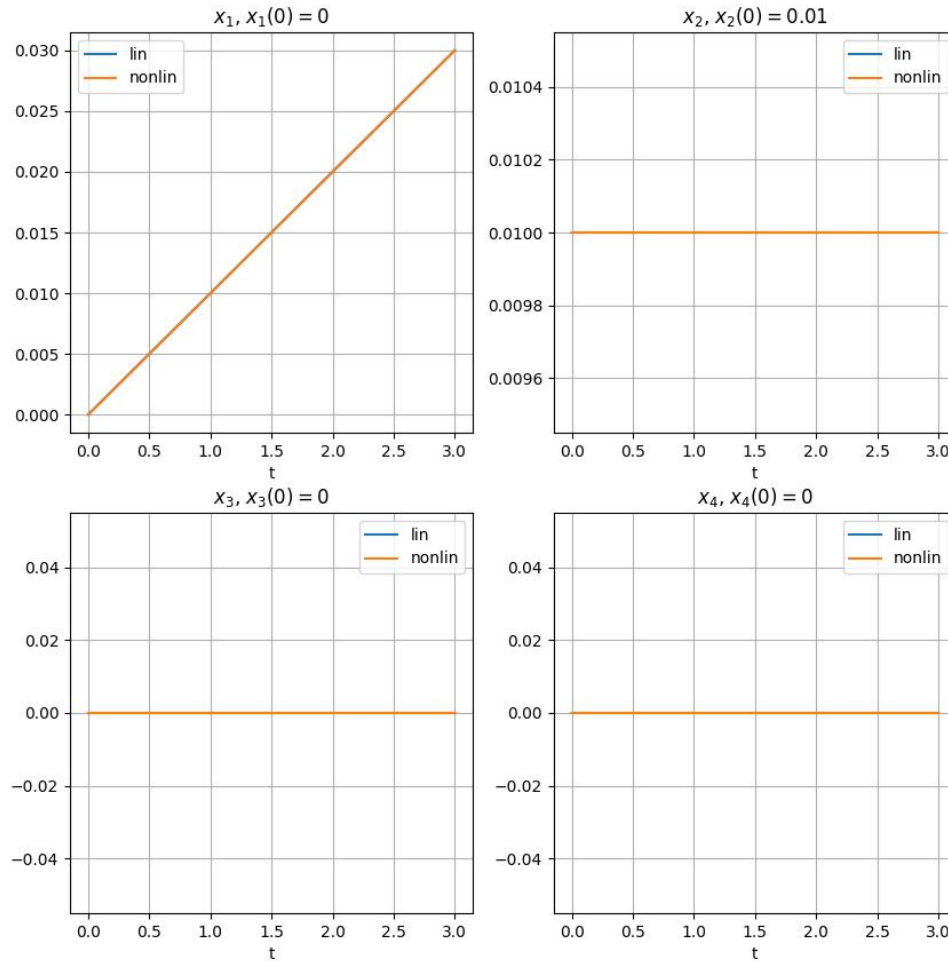 x₁, x₁(0) = 0
lin
nonlin
0.030
0.025
0.020
0.015
0.010
0.005
0.000
0.0 0.5 1.0 1.5 2.0 2.5 3.0
t
x₂, x₂(0) = 0.01
lin
nonlin
0.0104
0.0102
0.0100
0.0098
0.0096
0.0 0.5 1.0 1.5 2.0 2.5 3.0
t
x₃, x₃(0) = 0
lin
nonlin
0.04
0.02
0.00
−0.02
−0.04
0.0 0.5 1.0 1.5 2.0 2.5 3.0
t
x₄, x₄(0) = 0
lin
nonlin
0.04
0.02
0.00
−0.02
−0.04
0.0 0.5 1.0 1.5 2.0 2.5 3.0
t